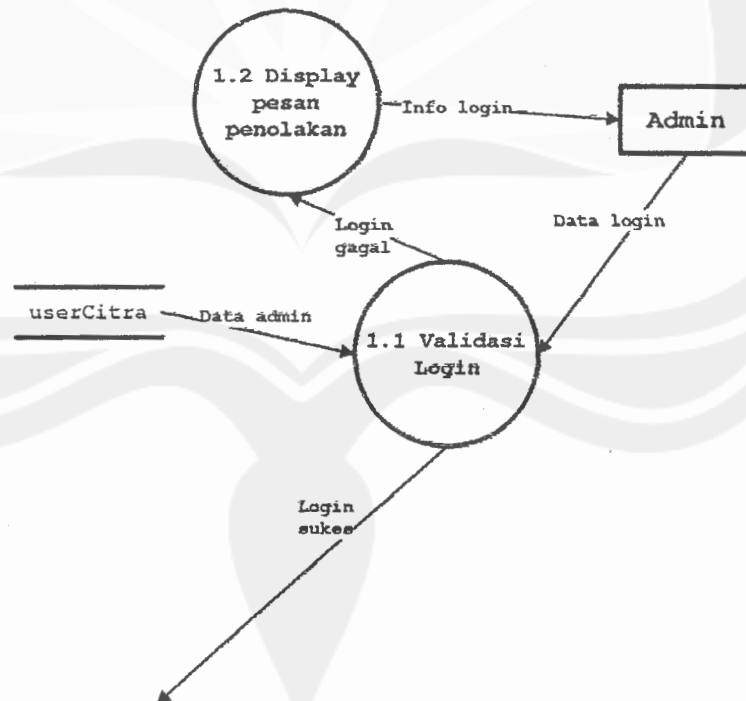 1.2 Display
pesan
penolakan
Info login
Admin
Login
gagal
Data login
userCitra
Data admin
1.1 Validasi
Login
Login
sukes